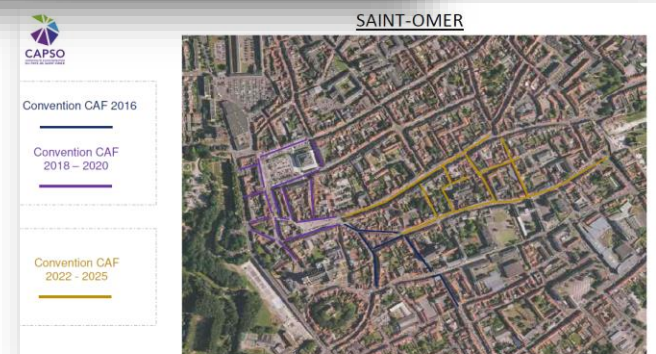 SAINT-OMER
CAPSO
Convention CAF 2016
Convention CAF
2018 – 2020
Convention CAF
2022 - 2025